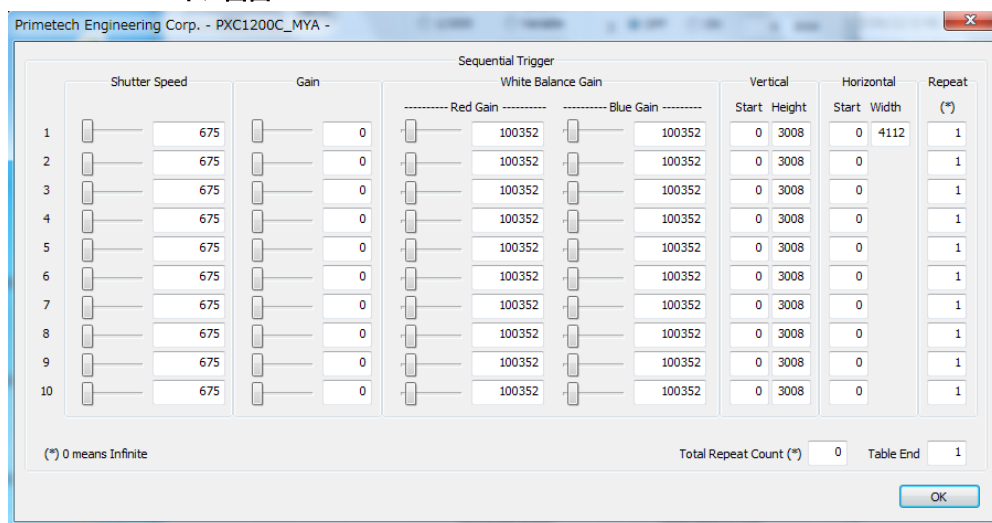 Primetech Engineering Corp. - PXC1200C_MYA -
Sequential Trigger
Shutter Speed Gain White Balance Gain Vertical Horizontal Repeat
---------- Red Gain ---------- ---------- Blue Gain --------- Start Height Start Width (*)
1 675 0 100352 100352 0 3008 0 4112 1
2 675 0 100352 100352 0 3008 0 1
3 675 0 100352 100352 0 3008 0 1
4 675 0 100352 100352 0 3008 0 1
5 675 0 100352 100352 0 3008 0 1
6 675 0 100352 100352 0 3008 0 1
7 675 0 100352 100352 0 3008 0 1
8 675 0 100352 100352 0 3008 0 1
9 675 0 100352 100352 0 3008 0 1
10 675 0 100352 100352 0 3008 0 1
(*) 0 means Infinite Total Repeat Count (*) 0 Table End 1
OK